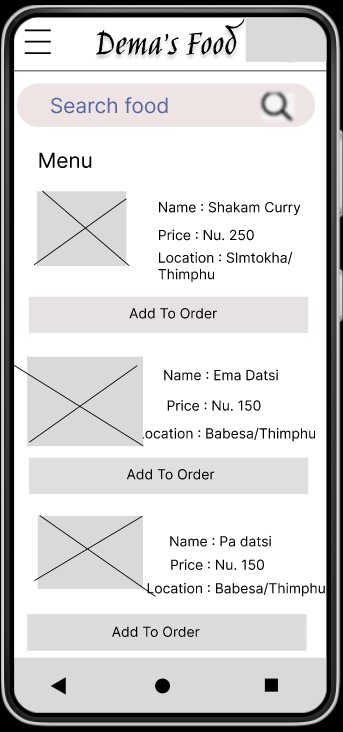 Dema's Food
Search food
Menu
Name : Shakam Curry
Price : Nu. 250
Location : SImtokha/
Thimphu
Add To Order
Name : Ema Datsi
Price : Nu. 150
ocation : Babesa/Thimphu
Add To Order
Name : Pa datsi
Price : Nu. 150
Location : Babesa/Thimphu
Add To Order